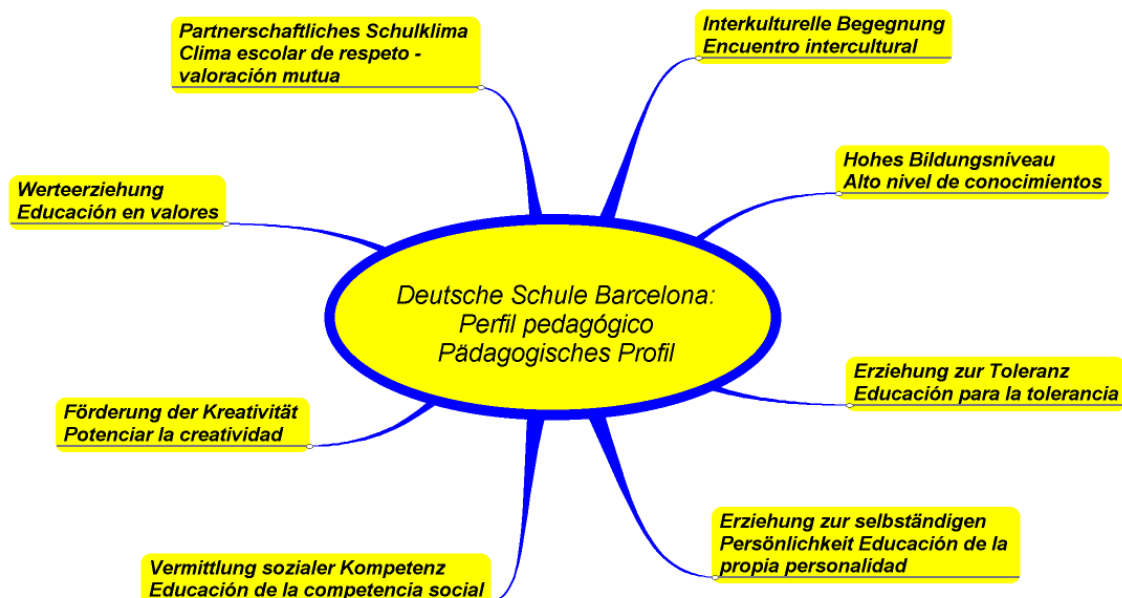 Partnerschaftliches Schulklima
Clima escolar de respeto -
valoración mutua
Interkulturelle Begegnung
Encuentro intercultural
Hohes Bildungsniveau
Alto nivel de conocimientos
Werteerziehung
Educación en valores
Deutsche Schule Barcelona:
Perfil pedagógico
Pädagogisches Profil
Erziehung zur Toleranz
Educación para la tolerancia
Förderung der Kreativität
Potenciar la creatividad
Erziehung zur selbständigen
Persönlichkeit Educación de la
propia personalidad
Vermittlung sozialer Kompetenz
Educación de la competencia social